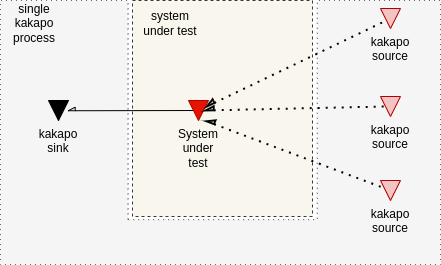 single
kakapo
process
system
under test
kakapo
source
kakapo
sink
System
under
test
kakapo
source
kakapo
source